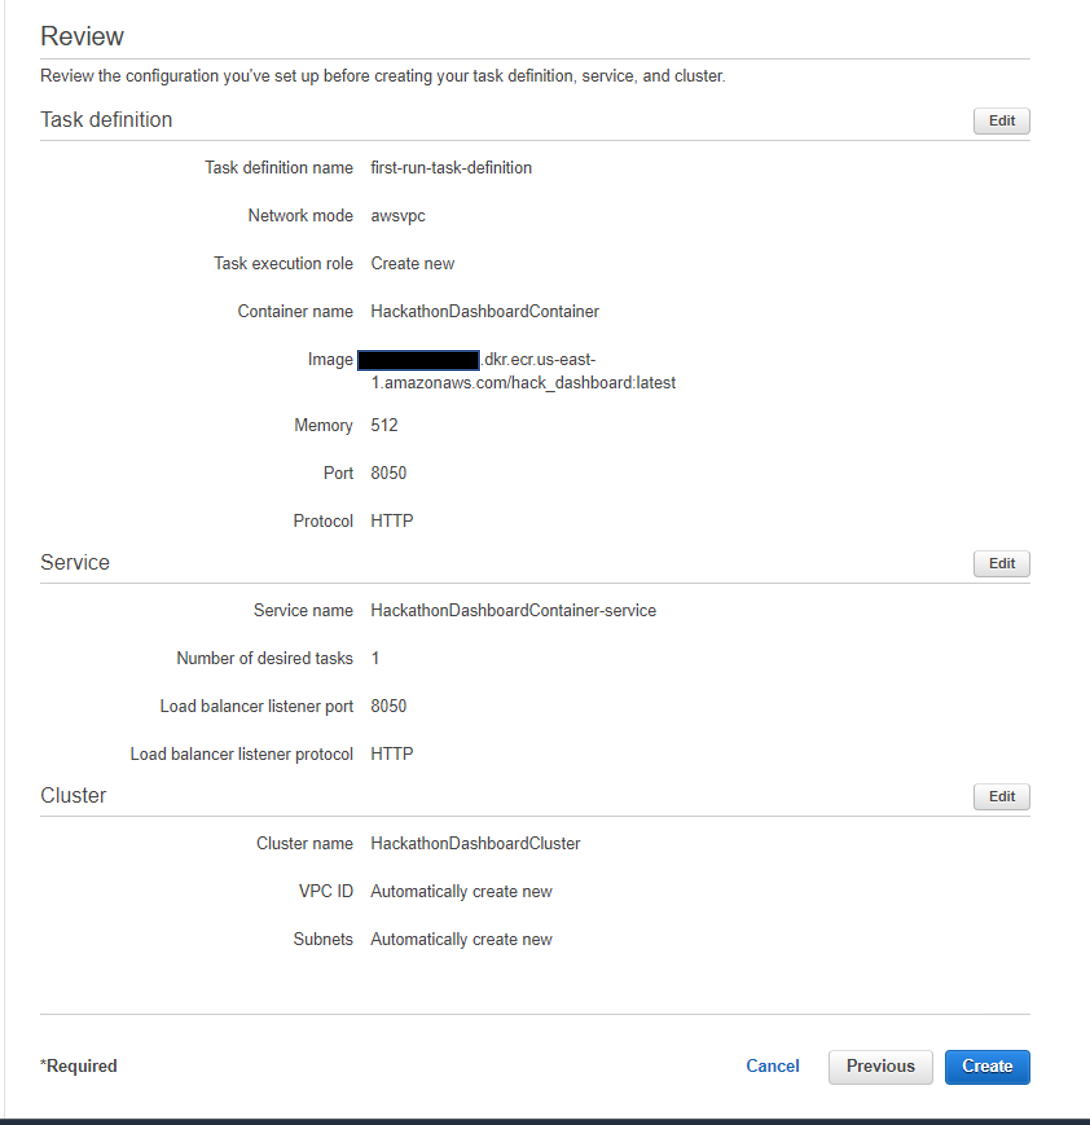 Review
Review the configuration you've set up before creating your task definition, service, and cluster.
Task definition
Edit
Task definition name first-run-task-definition
Network mode awsvpc
Task execution role Create new
Container name HackathonDashboardContainer
Image .dkr.ecr.us-east-
1.amazonaws.com/hack_dashboard:latest
Memory 512
Port 8050
Protocol HTTP
Service
Edit
Service name HackathonDashboardContainer-service
Number of desired tasks 1
Load balancer listener port 8050
Load balancer listener protocol HTTP
Cluster
Edit
Cluster name HackathonDashboardCluster
VPC ID Automatically create new
Subnets Automatically create new
*Required
Cancel
Previous
Create